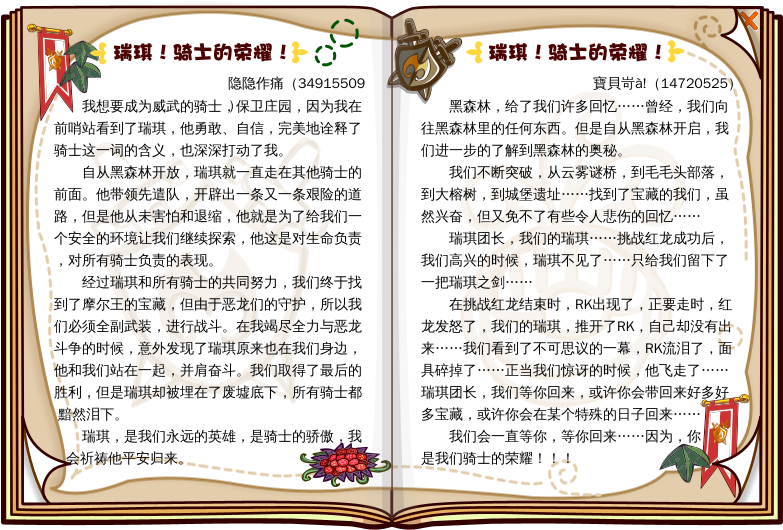 瑞琪！骑士的荣耀！
隐隐作痛（34915509
我想要成为威武的骑士，)保卫庄园，因为我在
前哨站看到了瑞琪，他勇敢、自信，完美地诠释了
骑士这一词的含义，也深深打动了我。
自从黑森林开放，瑞琪就一直走在其他骑士的
前面。他带领先遣队，开辟出一条又一条艰险的道
路，但是他从未害怕和退缩，他就是为了给我们一
个安全的环境让我们继续探索，他这是对生命负责
，对所有骑士负责的表现。
经过瑞琪和所有骑士的共同努力，我们终于找
到了摩尔王的宝藏，但由于恶龙们的守护，所以我
们必须全副武装，进行战斗。在我竭尽全力与恶龙
斗争的时候，意外发现了瑞琪原来也在我们身边，
他和我们站在一起，并肩奋斗。我们取得了最后的
胜利，但是瑞琪却被埋在了废墟底下，所有骑士都
黯然泪下。
瑞琪，是我们永远的英雄，是骑士的骄傲，我
会祈祷他平安归来。
瑞琪！骑士的荣耀！
寶貝岢à!（14720525）
黑森林，给了我们许多回忆……曾经，我们向
往黑森林里的任何东西。但是自从黑森林开启，我
们进一步的了解到黑森林的奥秘。
我们不断突破，从云雾谜桥，到毛毛头部落，
到大榕树，到城堡遗址……找到了宝藏的我们，虽
然兴奋，但又免不了有些令人悲伤的回忆……
瑞琪团长，我们的瑞琪……挑战红龙成功后，
我们高兴的时候，瑞琪不见了……只给我们留下了
一把瑞琪之剑……
在挑战红龙结束时，RK出现了，正要走时，红
龙发怒了，我们的瑞琪，推开了RK，自己却没有出
来……我们看到了不可思议的一幕，RK流泪了，面
具碎掉了……正当我们惊讶的时候，他飞走了……
瑞琪团长，我们等你回来，或许你会带回来好多好
多宝藏，或许你会在某个特殊的日子回来……
我们会一直等你，等你回来……因为，你
是我们骑士的荣耀！！！